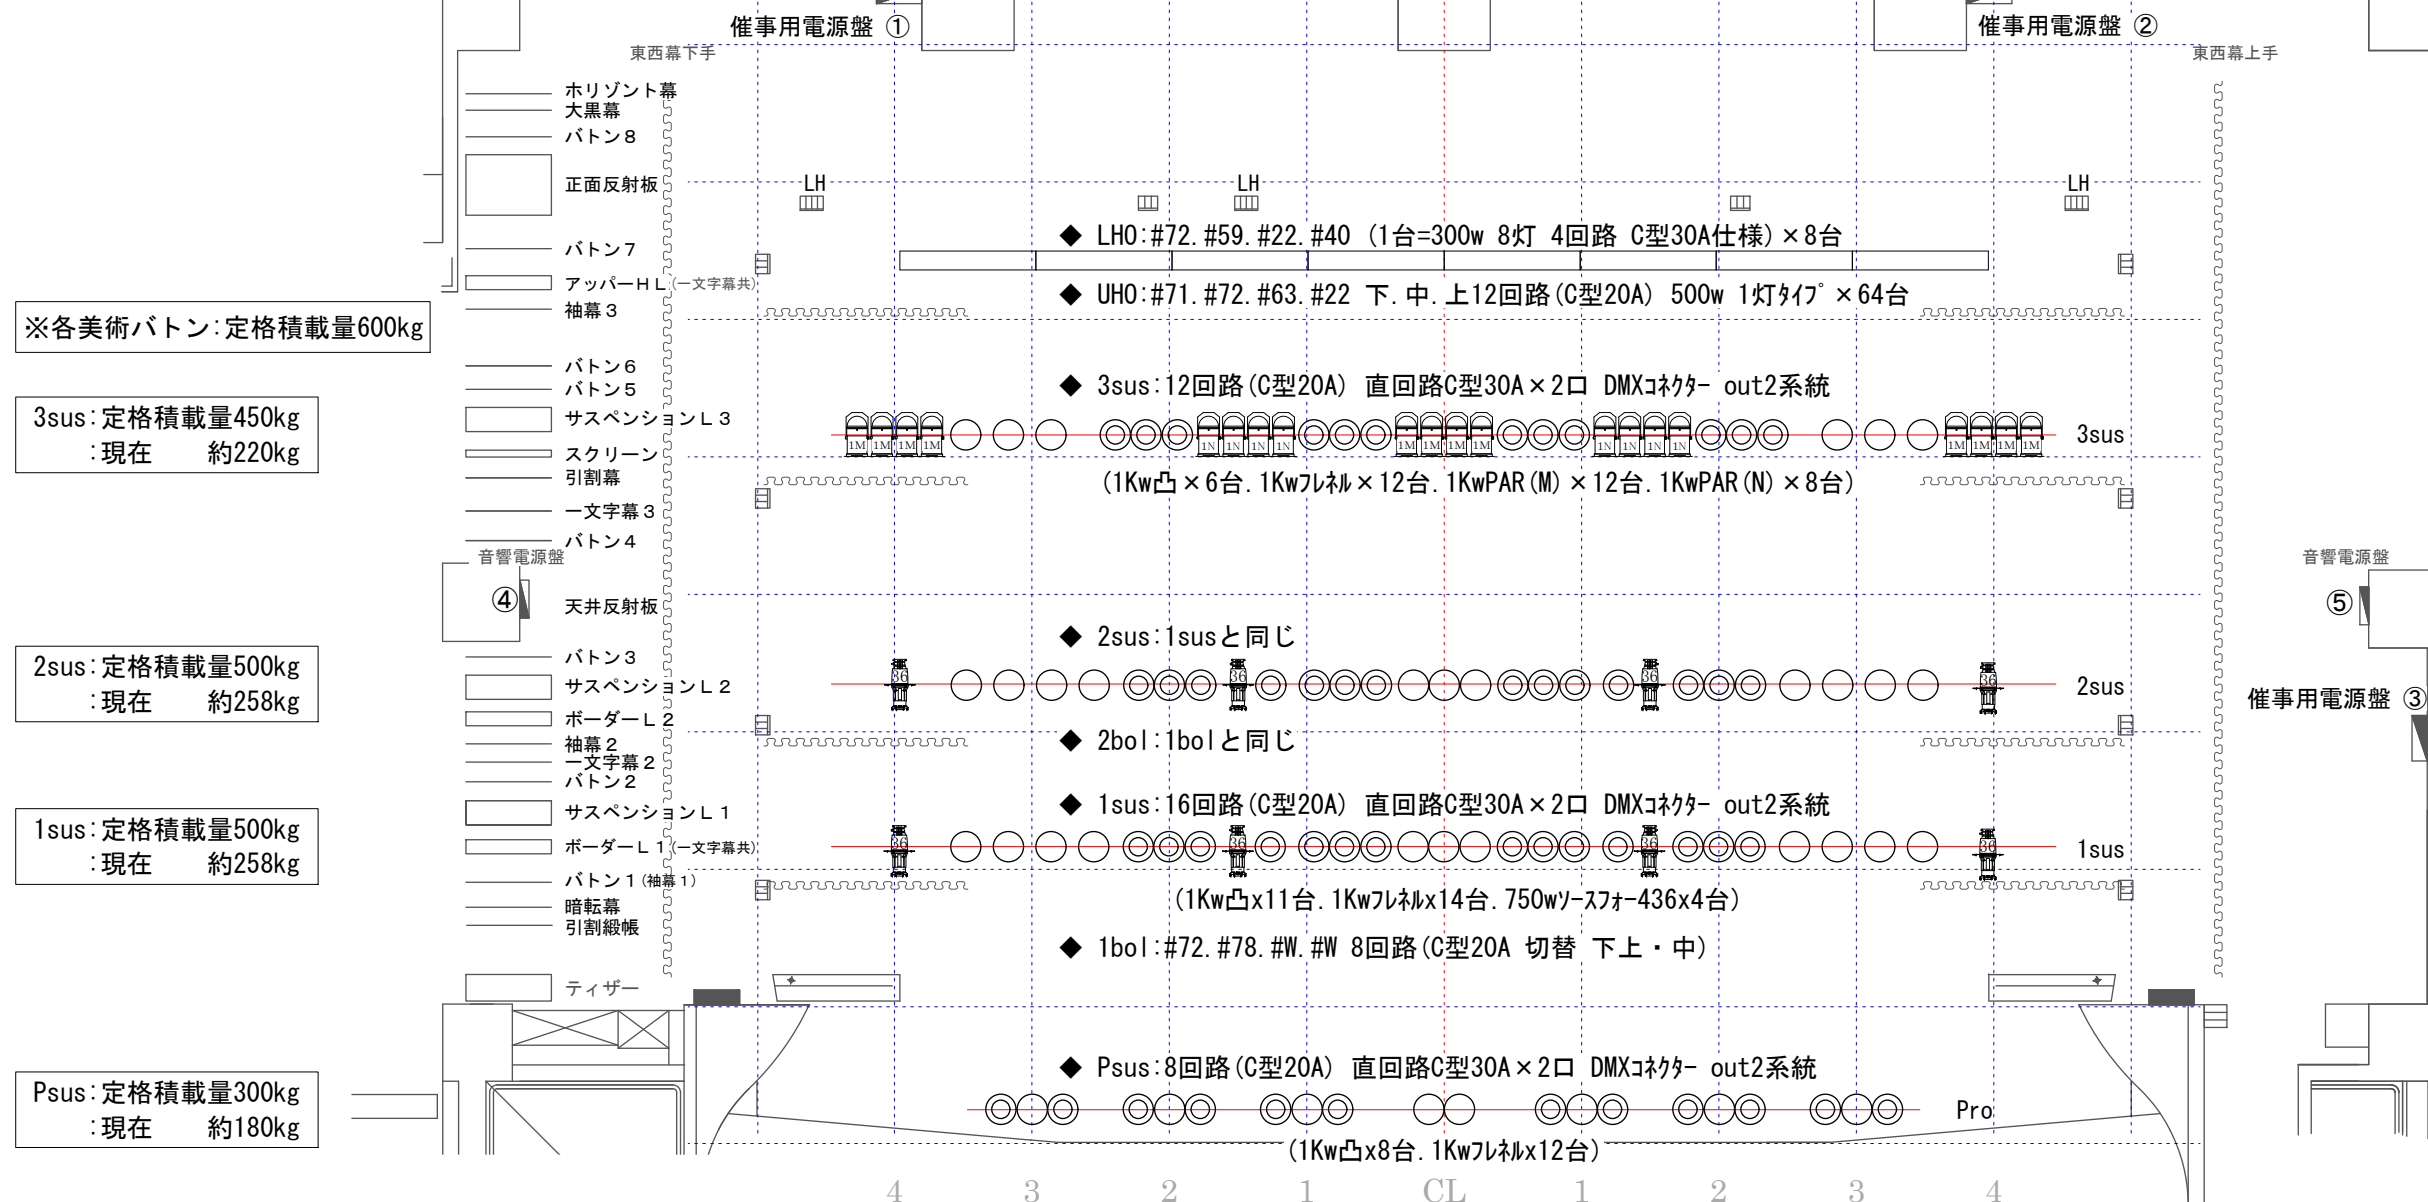 催事用電源盤 ①
催事用電源盤 ②
東西幕下手
東西幕上手
ホリゾント幕
大黒幕
バトン8
正面反射板
LH
LH
LH
バトン7
◆ LHO:#72.#59.#22.#40 (1台=300w 8灯 4回路 C型30A仕様)×8台
アッパーHL(一文字幕共)
◆ UHO:#71.#72.#63.#22 下.中.上12回路(C型20A) 500w 1灯ﾀｲﾌﾟ×64台
袖幕3
※各美術バトン:定格積載量600kg
バトン6
バトン5
◆ 3sus:12回路(C型20A) 直回路C型30A×2口 DMXｺﾈｸﾀｰ out2系統
3sus:定格積載量450kg
:現在 約220kg
サスペンションL3
1M 1M 1M 1M 1N 1N 1N 1N 1M 1M 1M 1M 1N 1N 1N 1N 1M 1M 1M 1M
3sus
スクリーン
引割幕
(1Kw凸×6台.1Kwﾌﾚﾈﾙ×12台.1KwPAR(M)×12台.1KwPAR(N)×8台)
一文字幕3
バトン4
音響電源盤
音響電源盤
④
⑤
天井反射板
◆ 2sus:1susと同じ
バトン3
2sus:定格積載量500kg
:現在 約258kg
サスペンションL2
36 36 36 36
2sus
催事用電源盤 ③
ボーダーL2
袖幕2
◆ 2bol:1bolと同じ
一文字幕2
バトン2
サスペンションL1
◆ 1sus:16回路(C型20A) 直回路C型30A×2口 DMXｺﾈｸﾀｰ out2系統
1sus:定格積載量500kg
:現在 約258kg
ボーダーL1(一文字幕共)
36 36 36 36
1sus
バトン1(袖幕1)
(1Kw凸x11台.1Kwﾌﾚﾈﾙx14台.750wｿｰｽﾌｫｰ436x4台)
暗転幕
引割緞帳
◆ 1bol:#72.#78.#W.#W 8回路(C型20A 切替 下上・中)
ティザー
◆ Psus:8回路(C型20A) 直回路C型30A×2口 DMXｺﾈｸﾀｰ out2系統
Psus:定格積載量300kg
:現在 約180kg
Pro
(1Kw凸x8台.1Kwﾌﾚﾈﾙx12台)
4 3 2 1 CL 1 2 3 4